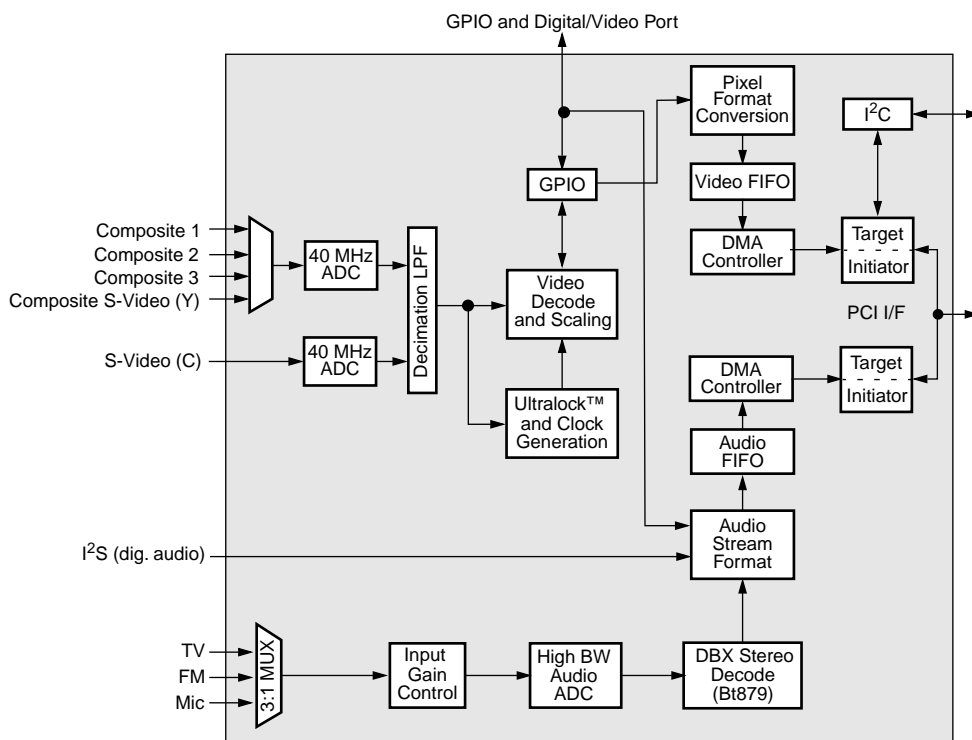 GPIO and Digital/Video Port
Pixel
Format
Conversion
I²C
GPIO
Video FIFO
Composite 1
Composite 2
Composite 3
Composite S-Video (Y)
40 MHz
ADC
Decimation LPF
Video
Decode
and Scaling
DMA
Controller
Target
Initiator
PCI I/F
S-Video (C)
40 MHz
ADC
Ultralock™
and Clock
Generation
DMA
Controller
Target
Initiator
Audio
FIFO
I²S (dig. audio)
Audio
Stream
Format
TV
FM
Mic
3:1 MUX
Input
Gain
Control
High BW
Audio
ADC
DBX Stereo
Decode
(Bt879)